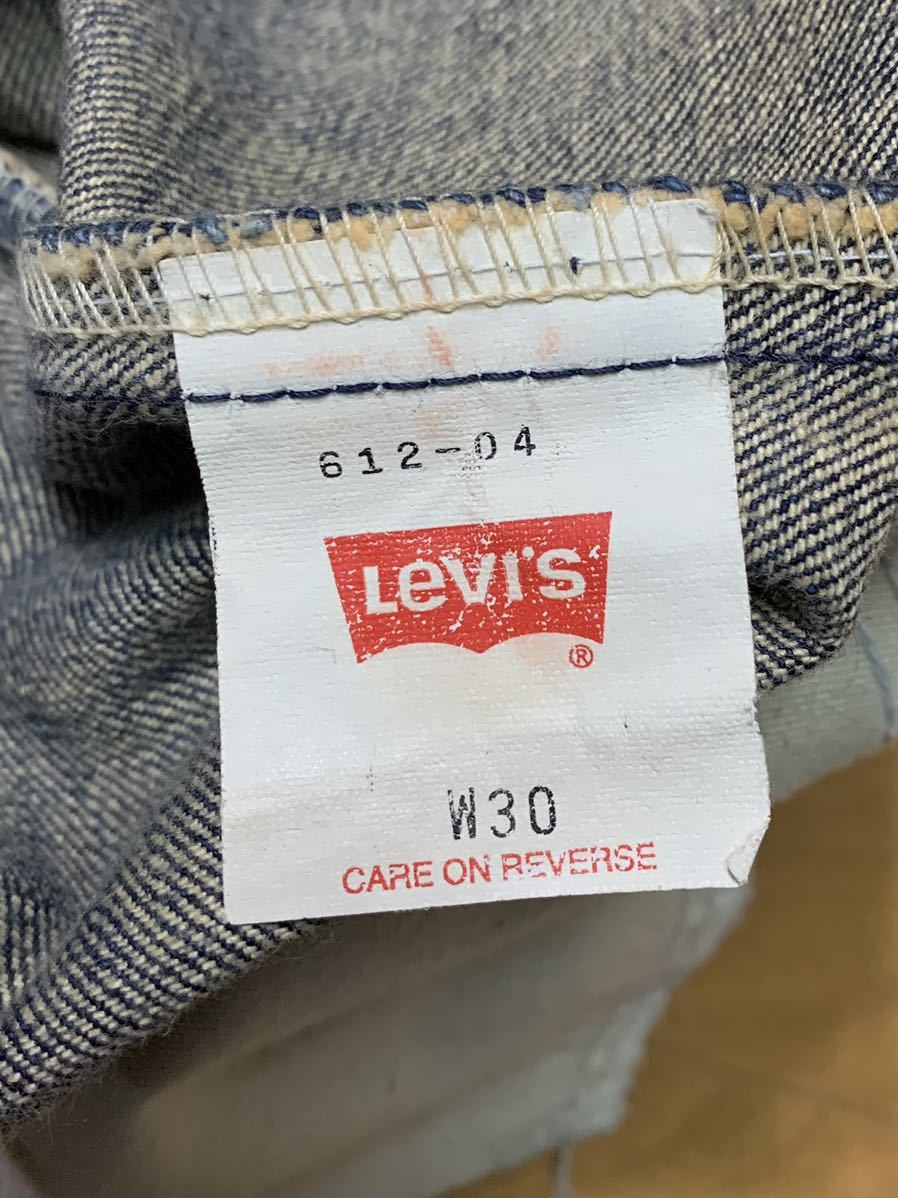 612-04
Levi's
®
W30
CARE ON REVERSE